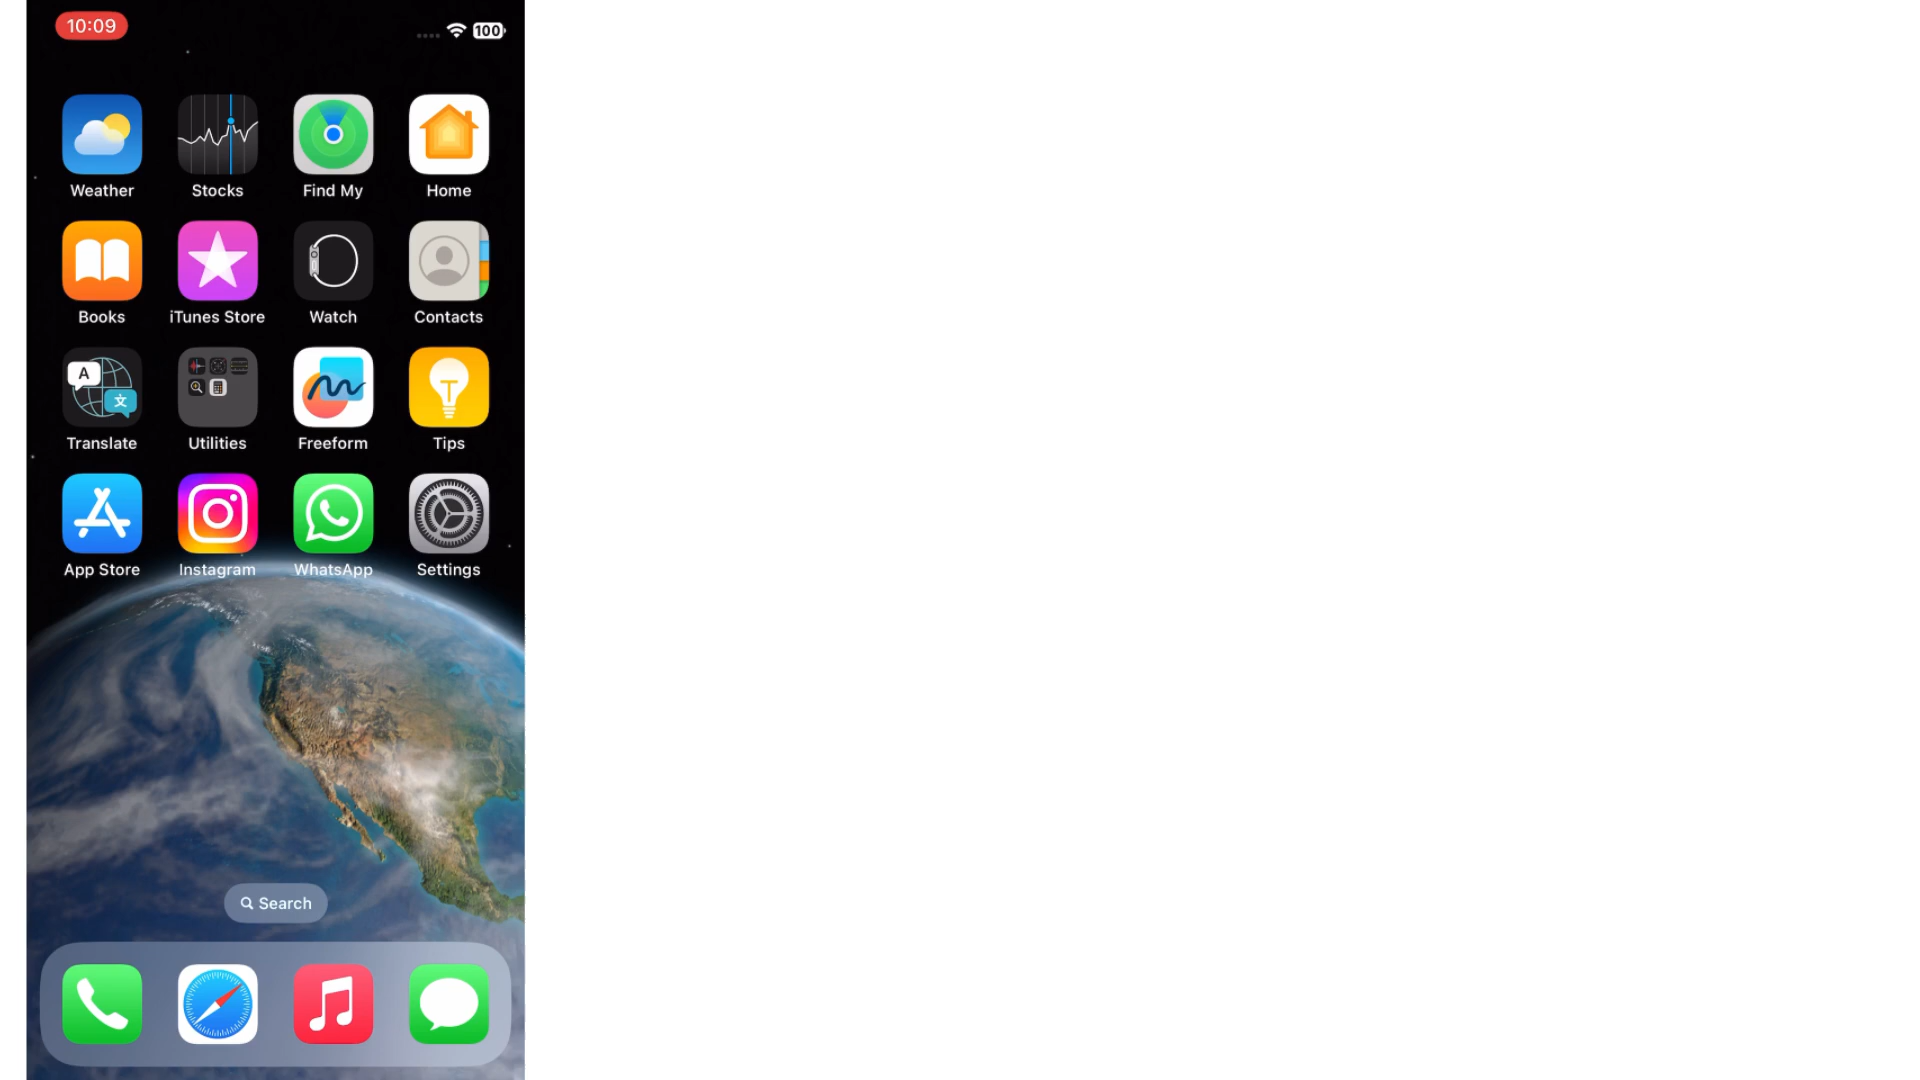 10:09
100
Weather Stocks Find My Home
Books iTunes Store Watch Contacts
A
文
Translate Utilities Freeform Tips
App Store Instagram WhatsApp Settings
Search